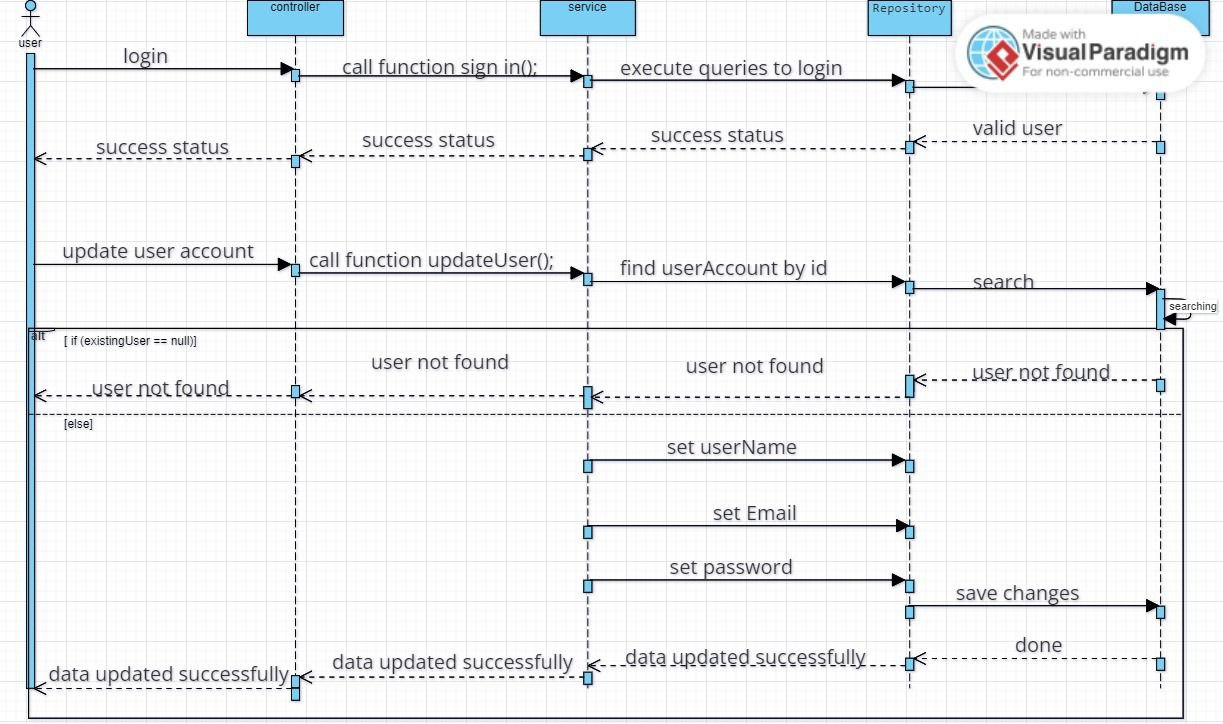 controller
service
Repository
DataBase
user
Made with
Visual Paradigm
For non-commercial use
login
call function sign in();
execute queries to login
success status
success status
success status
valid user
update user account
call function updateUser();
find userAccount by id
search
searching
alt
[ if (existingUser == null)]
user not found
user not found
user not found
user not found
[else]
set userName
set Email
set password
save changes
data updated successfully
data updated successfully
data updated successfully
done